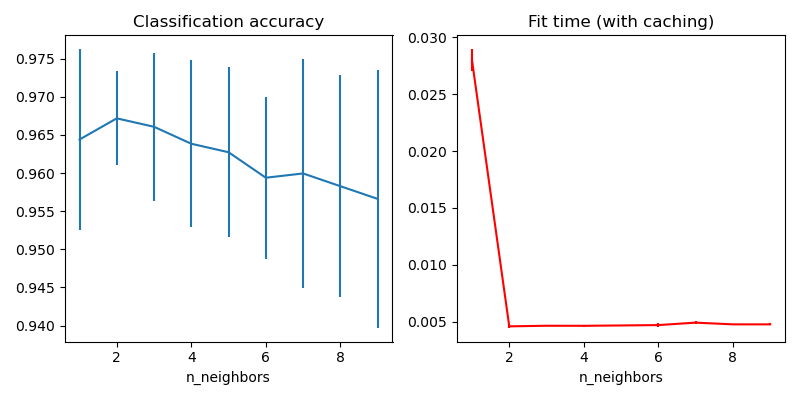 Classification accuracy
0.975
0.970
0.965
0.960
0.955
0.950
0.945
0.940
2 4 6 8
n_neighbors
Fit time (with caching)
0.030
0.025
0.020
0.015
0.010
0.005
2 4 6 8
n_neighbors